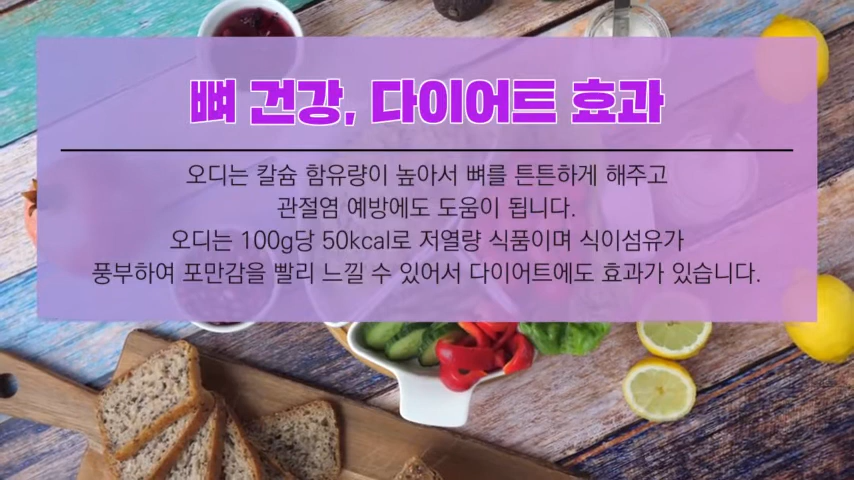 뼈 건강, 다이어트 효과
오디는 칼슘 함유량이 높아서 뼈를 튼튼하게 해주고
관절염 예방에도 도움이 됩니다.
오디는 100g당 50kcal로 저열량 식품이며 식이섬유가
풍부하여 포만감을 빨리 느낄 수 있어서 다이어트에도 효과가 있습니다.